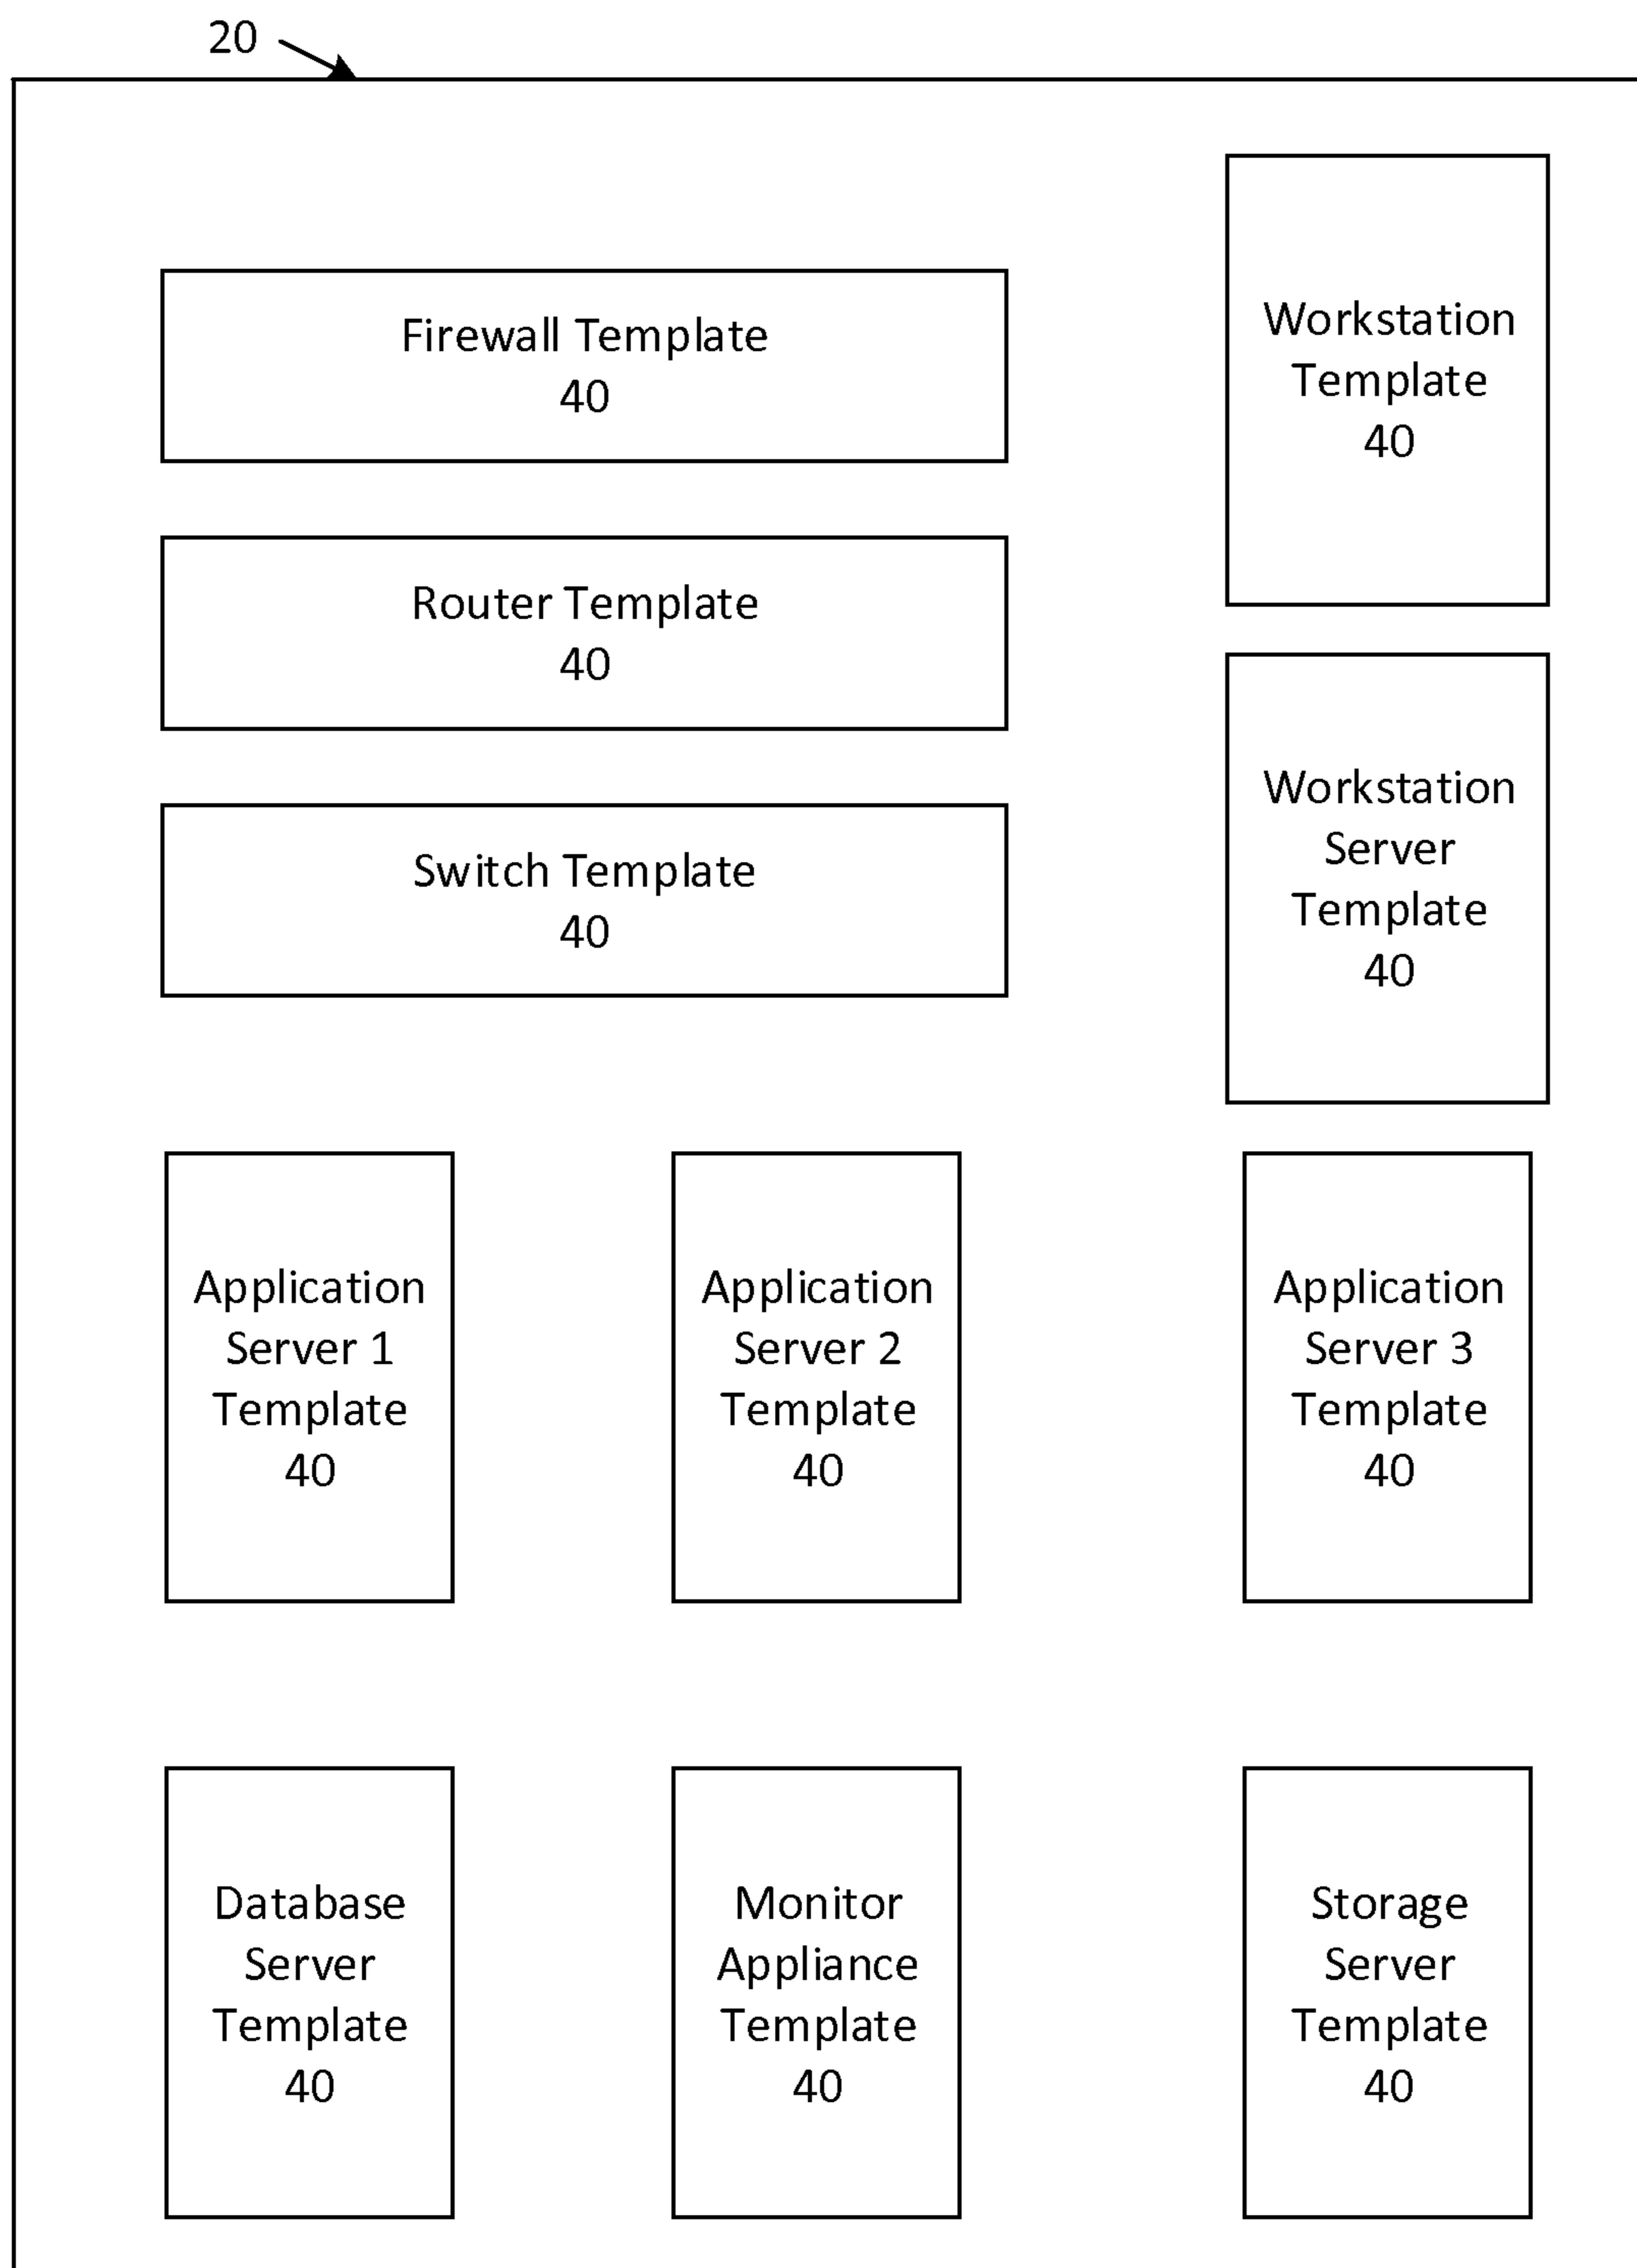 20
Firewall Template
40
Workstation
Template
40
Router Template
40
Switch Template
40
Workstation
Server
Template
40
Application
Server 1
Template
40
Application
Server 2
Template
40
Application
Server 3
Template
40
Database
Server
Template
40
Monitor
Appliance
Template
40
Storage
Server
Template
40